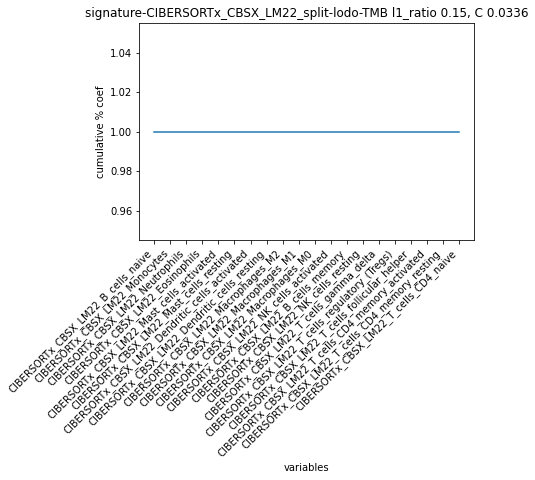 signature-CIBERSORTx_CBSX_LM22_split-lodo-TMB l1_ratio 0.15, C 0.0336
cumulative % coef
1.04
1.02
1.00
0.98
0.96
CIBERSORTx_CBSX_LM22_B_cells_naive
CIBERSORTx_CBSX_LM22_Monocytes
CIBERSORTx_CBSX_LM22_Neutrophils
CIBERSORTx_CBSX_LM22_Eosinophils
CIBERSORTx_CBSX_LM22_Mast_cells_activated
CIBERSORTx_CBSX_LM22_Mast_cells_resting
CIBERSORTx_CBSX_LM22_Dendritic_cells_activated
CIBERSORTx_CBSX_LM22_Dendritic_cells_resting
CIBERSORTx_CBSX_LM22_Macrophages_M2
CIBERSORTx_CBSX_LM22_Macrophages_M1
CIBERSORTx_CBSX_LM22_Macrophages_M0
CIBERSORTx_CBSX_LM22_NK_cells_activated
CIBERSORTx_CBSX_LM22_B_cells_memory
CIBERSORTx_CBSX_LM22_NK_cells_resting
CIBERSORTx_CBSX_LM22_T_cells_gamma_delta
CIBERSORTx_CBSX_LM22_T_cells_regulatory_(Tregs)
CIBERSORTx_CBSX_LM22_T_cells_follicular_helper
CIBERSORTx_CBSX_LM22_T_cells_CD4_memory_activated
CIBERSORTx_CBSX_LM22_T_cells_CD4_memory_resting
CIBERSORTx_CBSX_LM22_T_cells_CD4_naive
variables